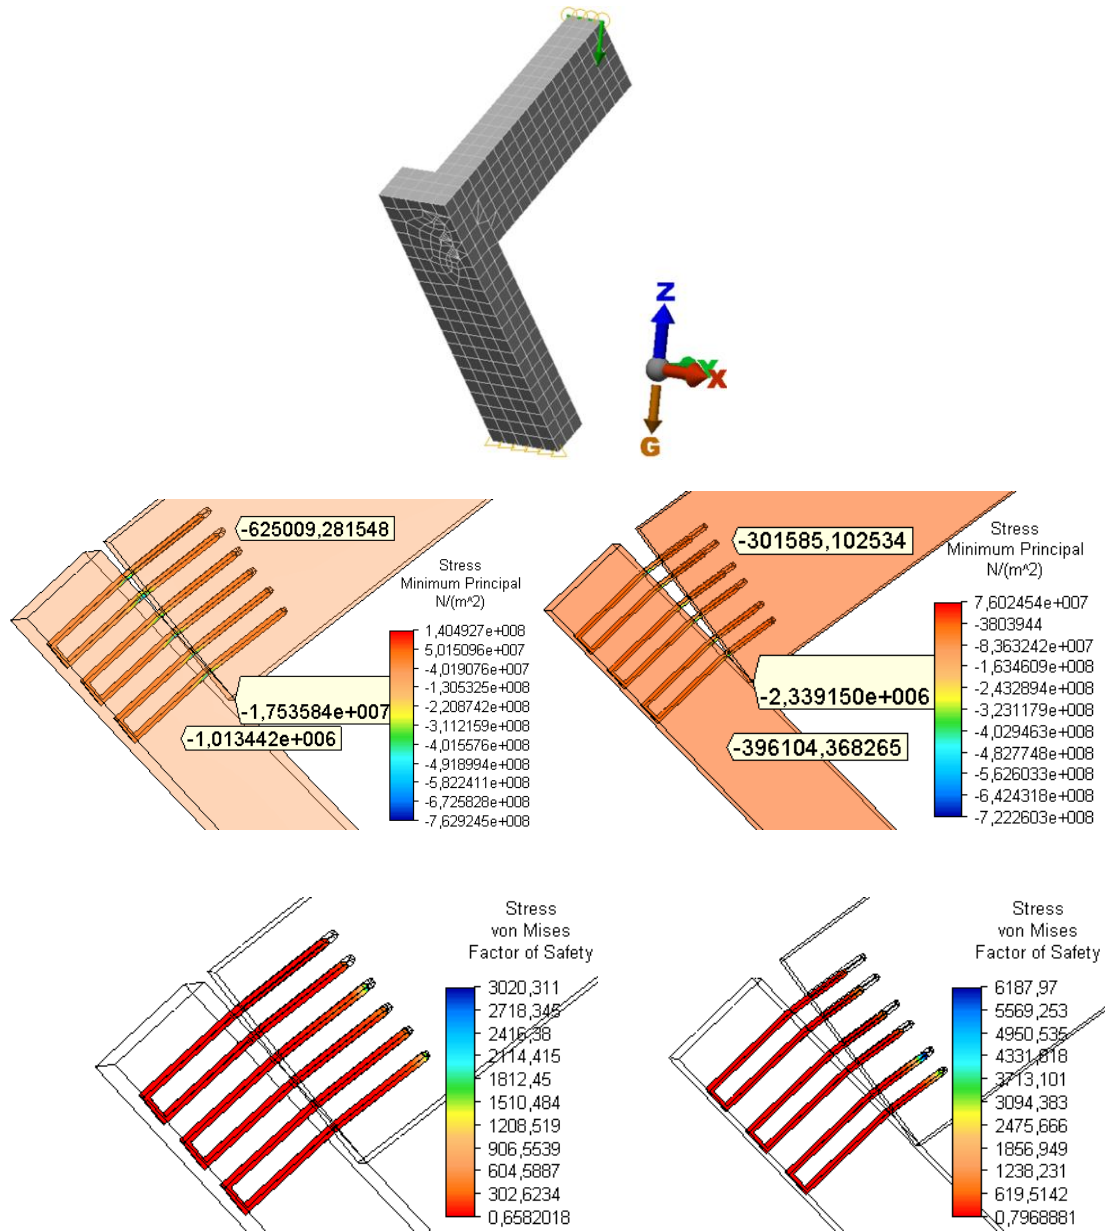 Z
Y
X
G
-625009,281548
Stress
Minimum Principal
N/(m^2)
1,404927e+008
5,015096e+007
-4,019076e+007
-1,305325e+008
-2,208742e+008
-3,112159e+008
-4,015576e+008
-4,918994e+008
-5,822411e+008
-6,725828e+008
-7,629245e+008
-1,753584e+007
-1,013442e+006
-301585,102534
Stress
Minimum Principal
N/(m^2)
7,602454e+007
-3803944
-8,363242e+007
-1,634609e+008
-2,432894e+008
-3,231179e+008
-4,029463e+008
-4,827748e+008
-5,626033e+008
-6,424318e+008
-7,222603e+008
-2,339150e+006
-396104,368265
Stress
von Mises
Factor of Safety
3020,311
2718,345
2416,38
2114,415
1812,45
1510,484
1208,519
906,5539
604,5887
302,6234
0,6582018
Stress
von Mises
Factor of Safety
6187,97
5569,253
4950,535
4331,818
3713,101
3094,383
2475,666
1856,949
1238,231
619,5142
0,7968881